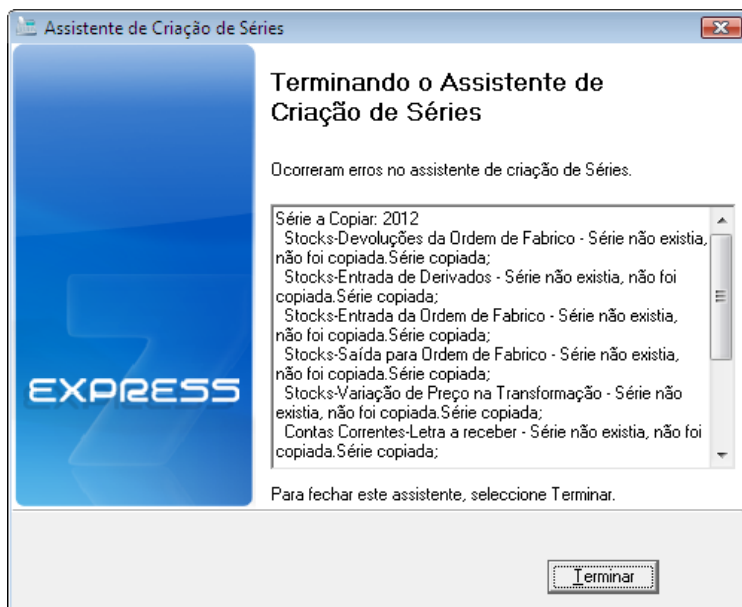 Assistente de Criação de Séries
Terminando o Assistente de
Criação de Séries
Ocorreram erros no assistente de criação de Séries.
Série a Copiar: 2012
Stocks-Devoluções da Ordem de Fabrico - Série não existia,
não foi copiada.Série copiada;
Stocks-Entrada de Derivados - Série não existia, não foi
copiada.Série copiada;
Stocks-Entrada da Ordem de Fabrico - Série não existia,
não foi copiada.Série copiada;
Stocks-Saída para Ordem de Fabrico - Série não existia,
não foi copiada.Série copiada;
Stocks-Variação de Preço na Transformação - Série não
existia, não foi copiada.Série copiada;
Contas Correntes-Letra a receber - Série não existia, não foi
copiada.Série copiada;
7
EXPRESS
Para fechar este assistente, seleccione Terminar.
Terminar